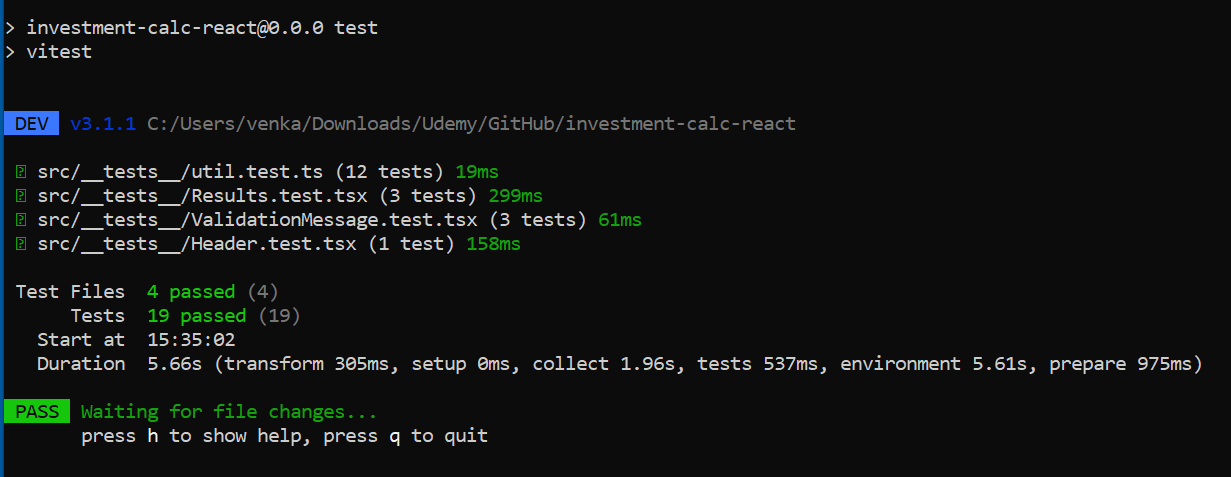 > investment-calc-react@0.0.0 test
> vitest
DEV v3.1.1 C:/Users/venka/Downloads/Udemy/GitHub/investment-calc-react
src/__tests__/util.test.ts (12 tests) 19ms
src/__tests__/Results.test.tsx (3 tests) 299ms
src/__tests__/ValidationMessage.test.tsx (3 tests) 61ms
src/__tests__/Header.test.tsx (1 test) 158ms
Test Files 4 passed (4)
Tests 19 passed (19)
Start at 15:35:02
Duration 5.66s (transform 305ms, setup 0ms, collect 1.96s, tests 537ms, environment 5.61s, prepare 975ms)
PASS Waiting for file changes...
press h to show help, press q to quit